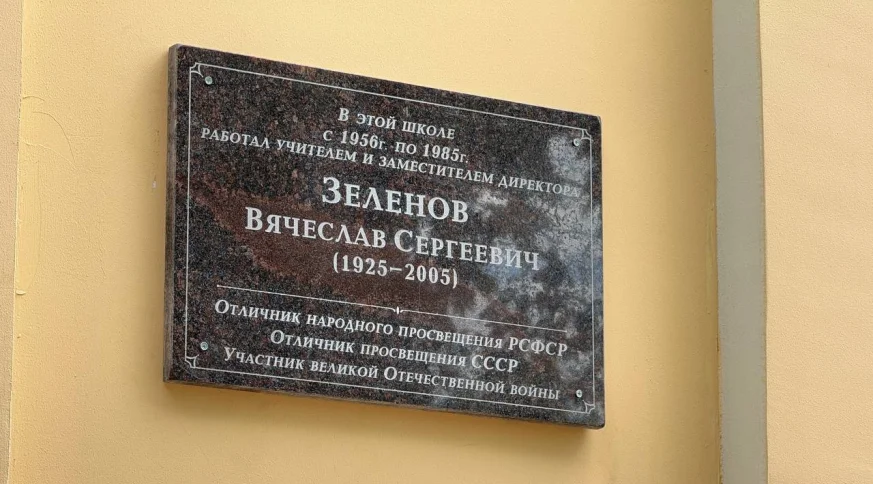 В этой школе
с 1956г. по 1985г.
работал учителем и заместителем директора
Зеленов
Вячеслав Сергеевич
(1925–2005)
Отличник народного просвещения РСФСР
Отличник просвещения СССР
Участник великой Отечественной войны